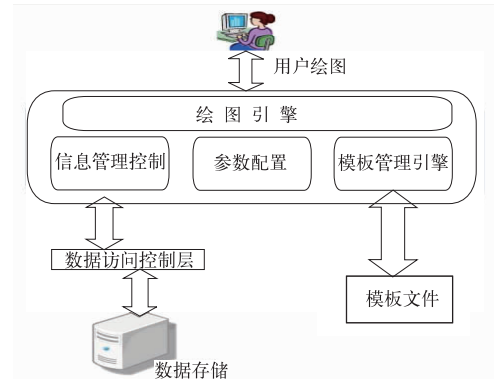 用户绘图
绘图引擎
信息管理控制
参数配置
模板管理引擎
数据访问控制层
模板文件
数据存储